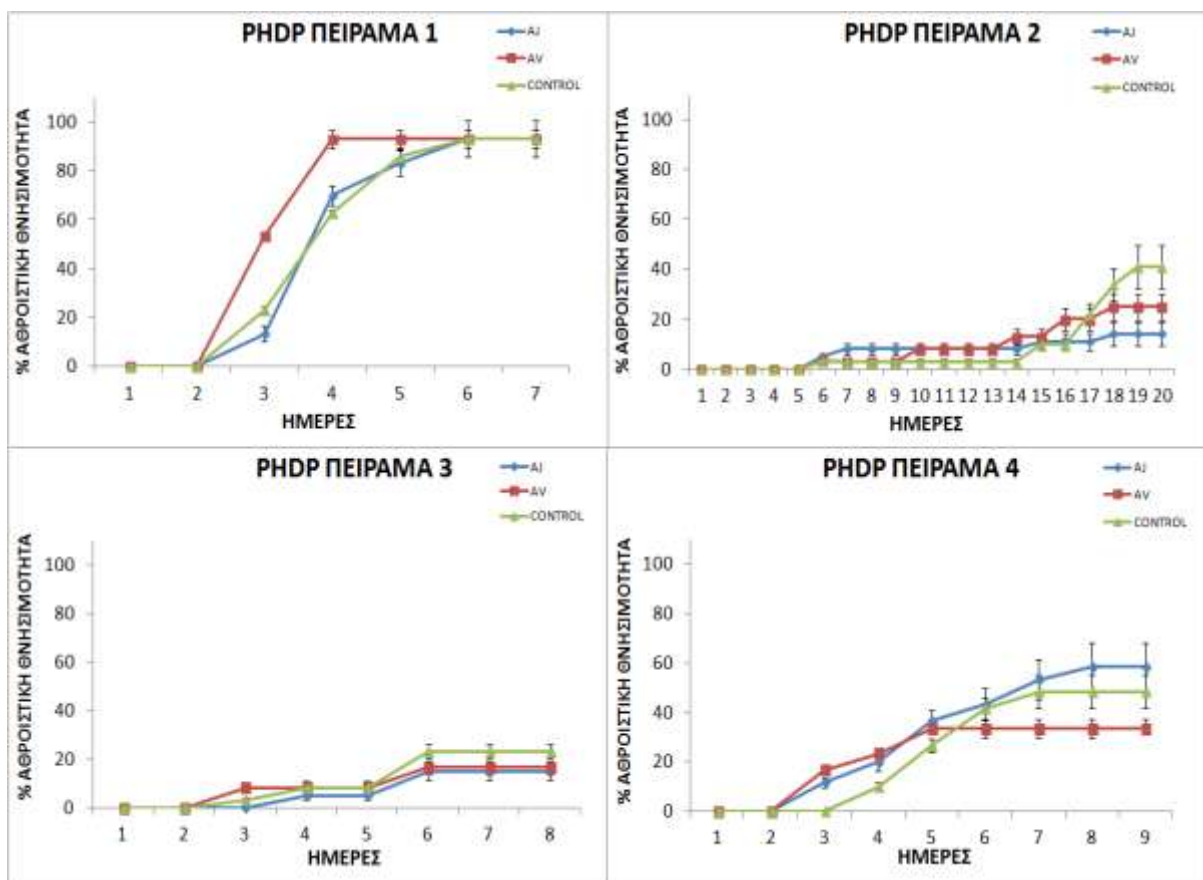 PHDP ΠΕΙΡΑΜΑ 1
AJ
AV
CONTROL
% ΑΘΡΟΙΣΤΙΚΗ ΘΝΗΣΙΜΟΤΗΤΑ
100
80
60
40
20
0
1 2 3 4 5 6 7
ΗΜΕΡΕΣ
PHDP ΠΕΙΡΑΜΑ 2
AJ
AV
CONTROL
% ΑΘΡΟΙΣΤΙΚΗ ΘΝΗΣΙΜΟΤΗΤΑ
100
80
60
40
20
0
1 2 3 4 5 6 7 8 9 10 11 12 13 14 15 16 17 18 19 20
ΗΜΕΡΕΣ
PHDP ΠΕΙΡΑΜΑ 3
AJ
AV
CONTROL
% ΑΘΡΟΙΣΤΙΚΗ ΘΝΗΣΙΜΟΤΗΤΑ
100
80
60
40
20
0
1 2 3 4 5 6 7 8
ΗΜΕΡΕΣ
PHDP ΠΕΙΡΑΜΑ 4
AJ
AV
CONTROL
% ΑΘΡΟΙΣΤΙΚΗ ΘΝΗΣΙΜΟΤΗΤΑ
100
80
60
40
20
0
1 2 3 4 5 6 7 8 9
ΗΜΕΡΕΣ